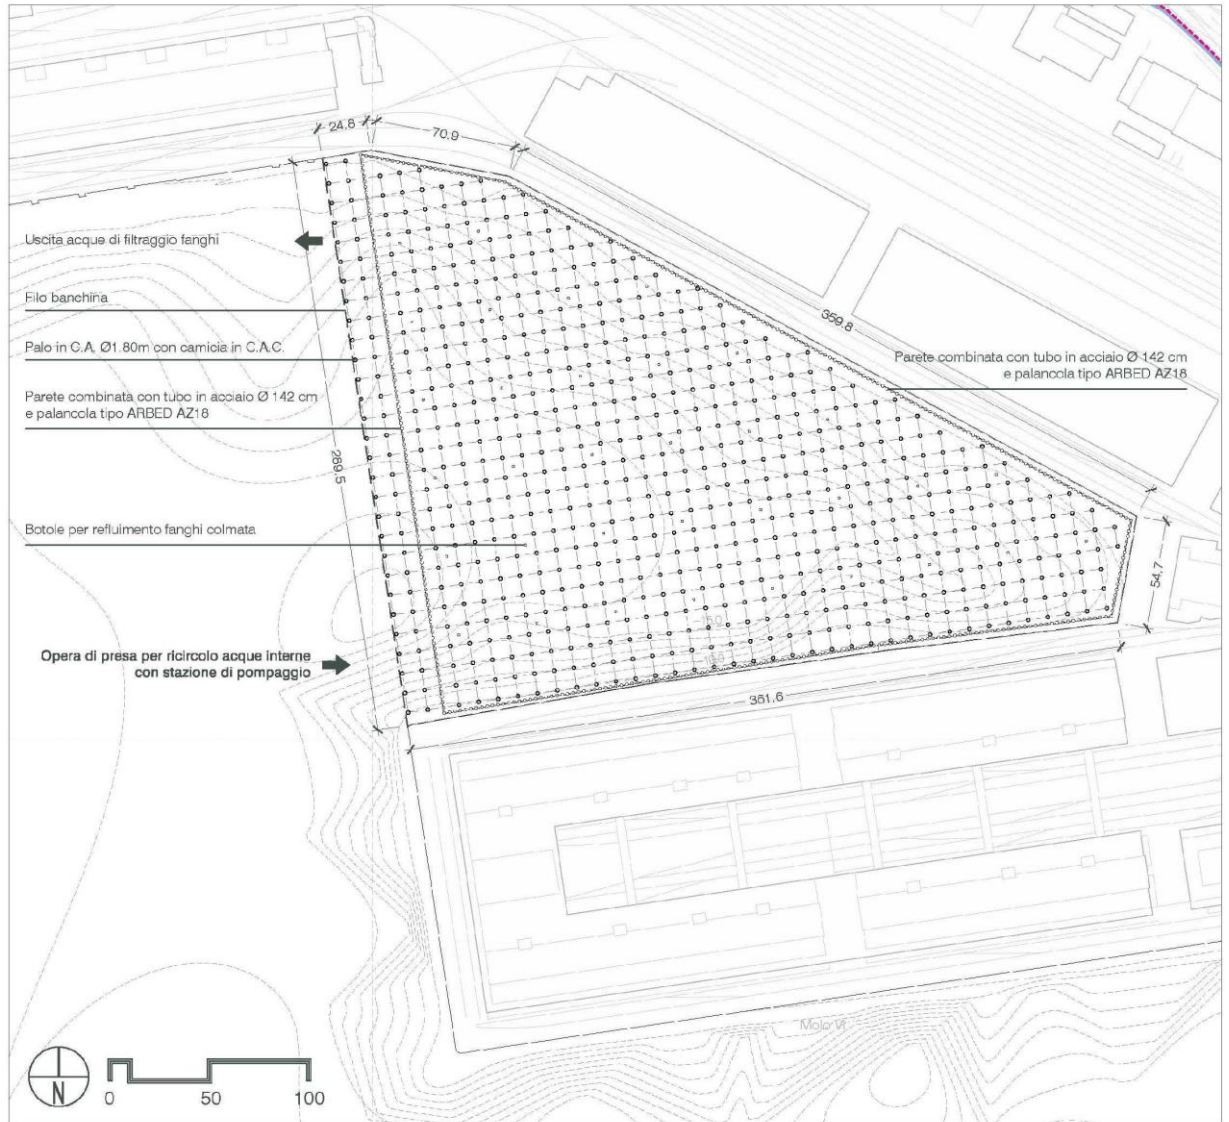 24.8
70.9
Uscita acque di filtraggio fanghi
Filo banchina
359.8
Palo in C.A. Ø1.80m con camicia in C.A.C.
Parete combinata con tubo in acciaio Ø 142 cm
e palancola tipo ARBED AZ18
Parete combinata con tubo in acciaio Ø 142 cm
e palancola tipo ARBED AZ18
289.5
Botole per refluimento fanghi colmata
54.7
Opera di presa per ricircolo acque interne
con stazione di pompaggio
351.6
Molo VI
N
0 50 100